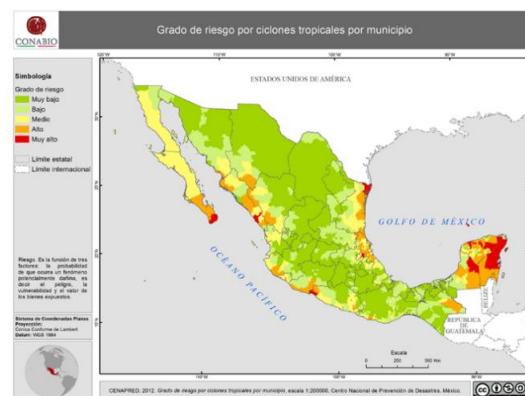 CONABIO
Grado de riesgo por ciclones tropicales por municipio
Simbología
Grado de riesgo
Muy bajo
Bajo
Medio
Alto
Muy alto
Límite estatal
Límite internacional
ESTADOS UNIDOS DE AMÉRICA
GOLFO DE MÉXICO
OCÉANO PACÍFICO
BELIZE
REPÚBLICA
DE
GUATEMALA
Riesgo. Es la función de tres
factores: la probabilidad
de que ocurra un fenómeno
potencialmente dañino, es
decir el peligro, la
vulnerabilidad y el valor de
los bienes expuestos.
Sistema de Coordenadas Planas
Proyección:
Cónica Conforme de Lambert
Datum: WGS 1984
Escala
CENAPRED, 2012. Grado de riesgo por ciclones tropicales por municipio, escala 1:200000, Centro Nacional de Prevención de Desastres, México.